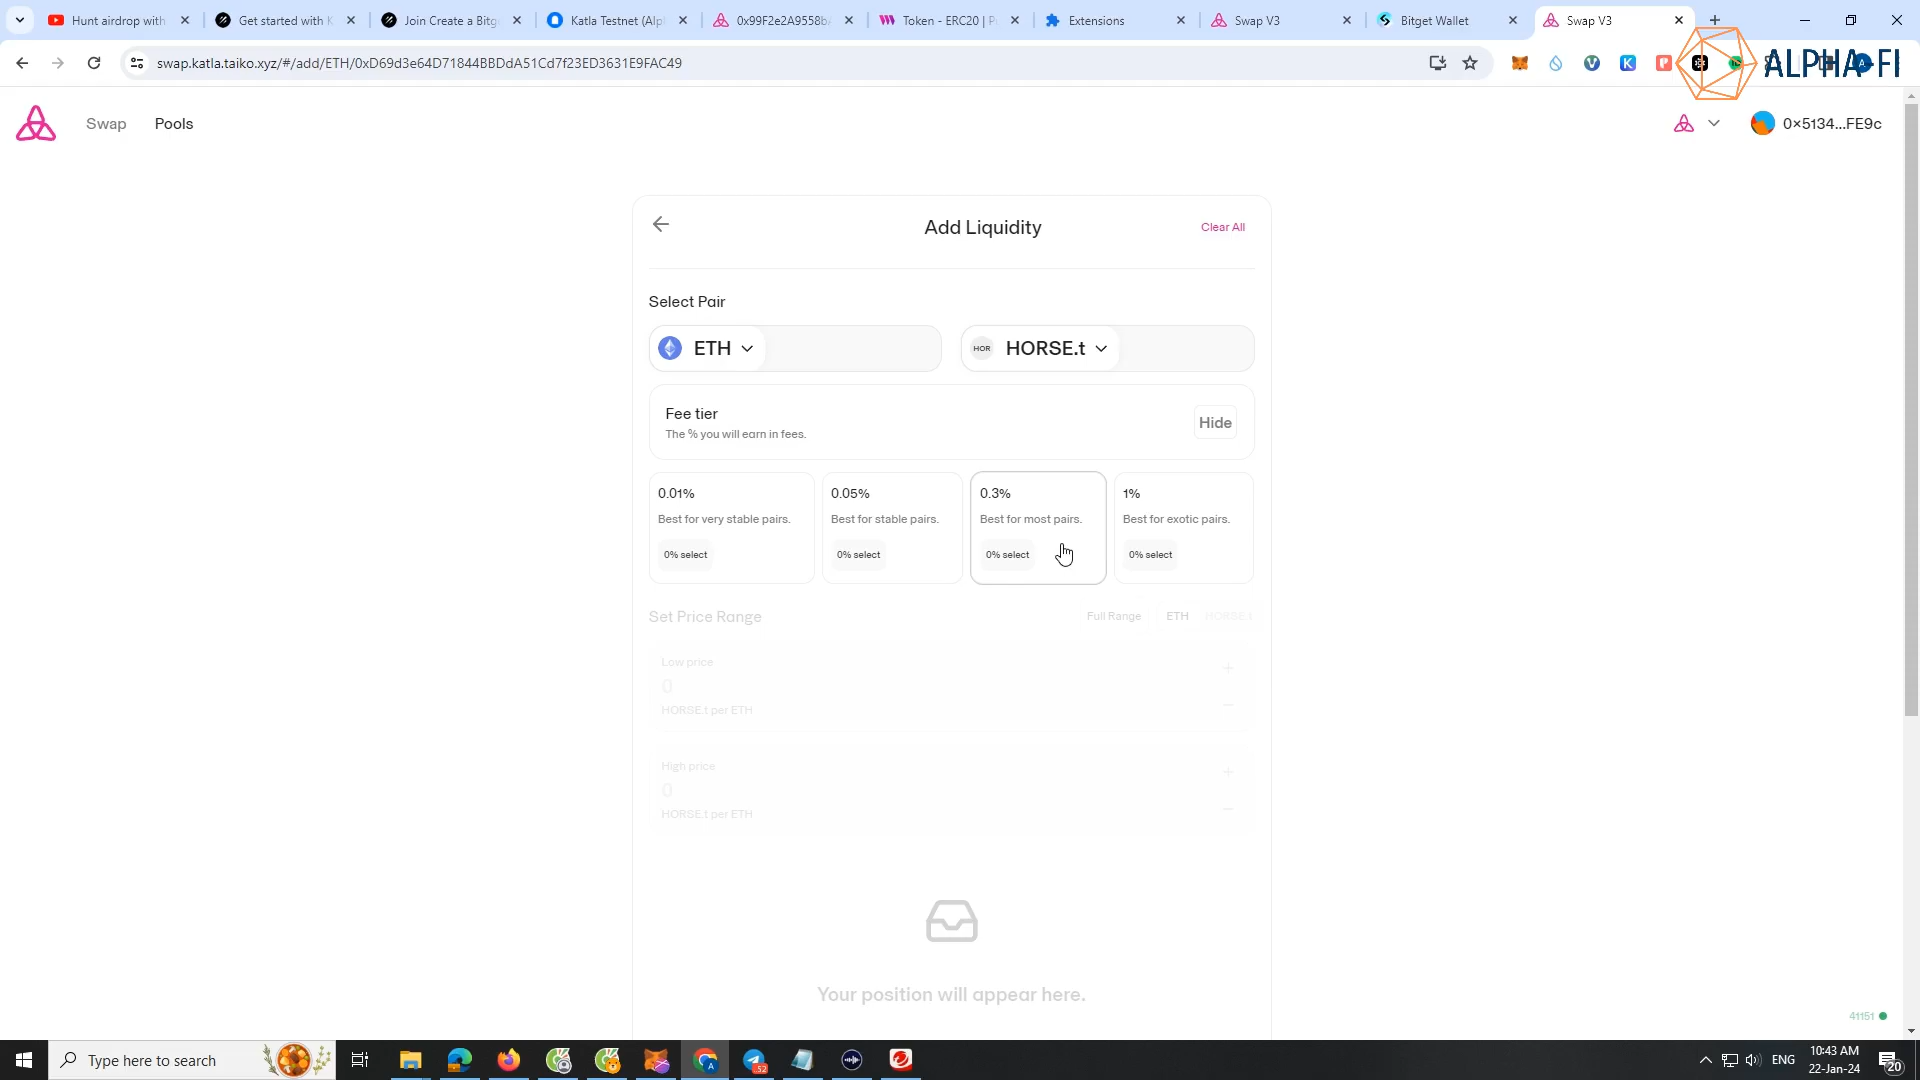 Hunt airdrop with
Get started with K
Join Create a Bitg
Katla Testnet (Alp
0x99F2e2A9558b
Token - ERC20 | P
Extensions
Swap V3
Bitget Wallet
Swap V3
swap.katla.taiko.xyz/#/add/ETH/0xD69d3e64D71844BBDdA51Cd7f23ED3631E9FAC49
ALPHA FI
Swap
Pools
0x5134...FE9c
Add Liquidity
Clear All
Select Pair
ETH
HOR
HORSE.t
Fee tier
The % you will earn in fees.
Hide
0.01%
0.05%
0.3%
1%
Best for very stable pairs.
Best for stable pairs.
Best for most pairs.
Best for exotic pairs.
0% select
0% select
0% select
0% select
Set Price Range
Full Range
ETH
HORSE.t
Low price
0
HORSE.t per ETH
High price
0
HORSE.t per ETH
Your position will appear here.
41151
Type here to search
52
ENG
10:43 AM
22-Jan-24
20